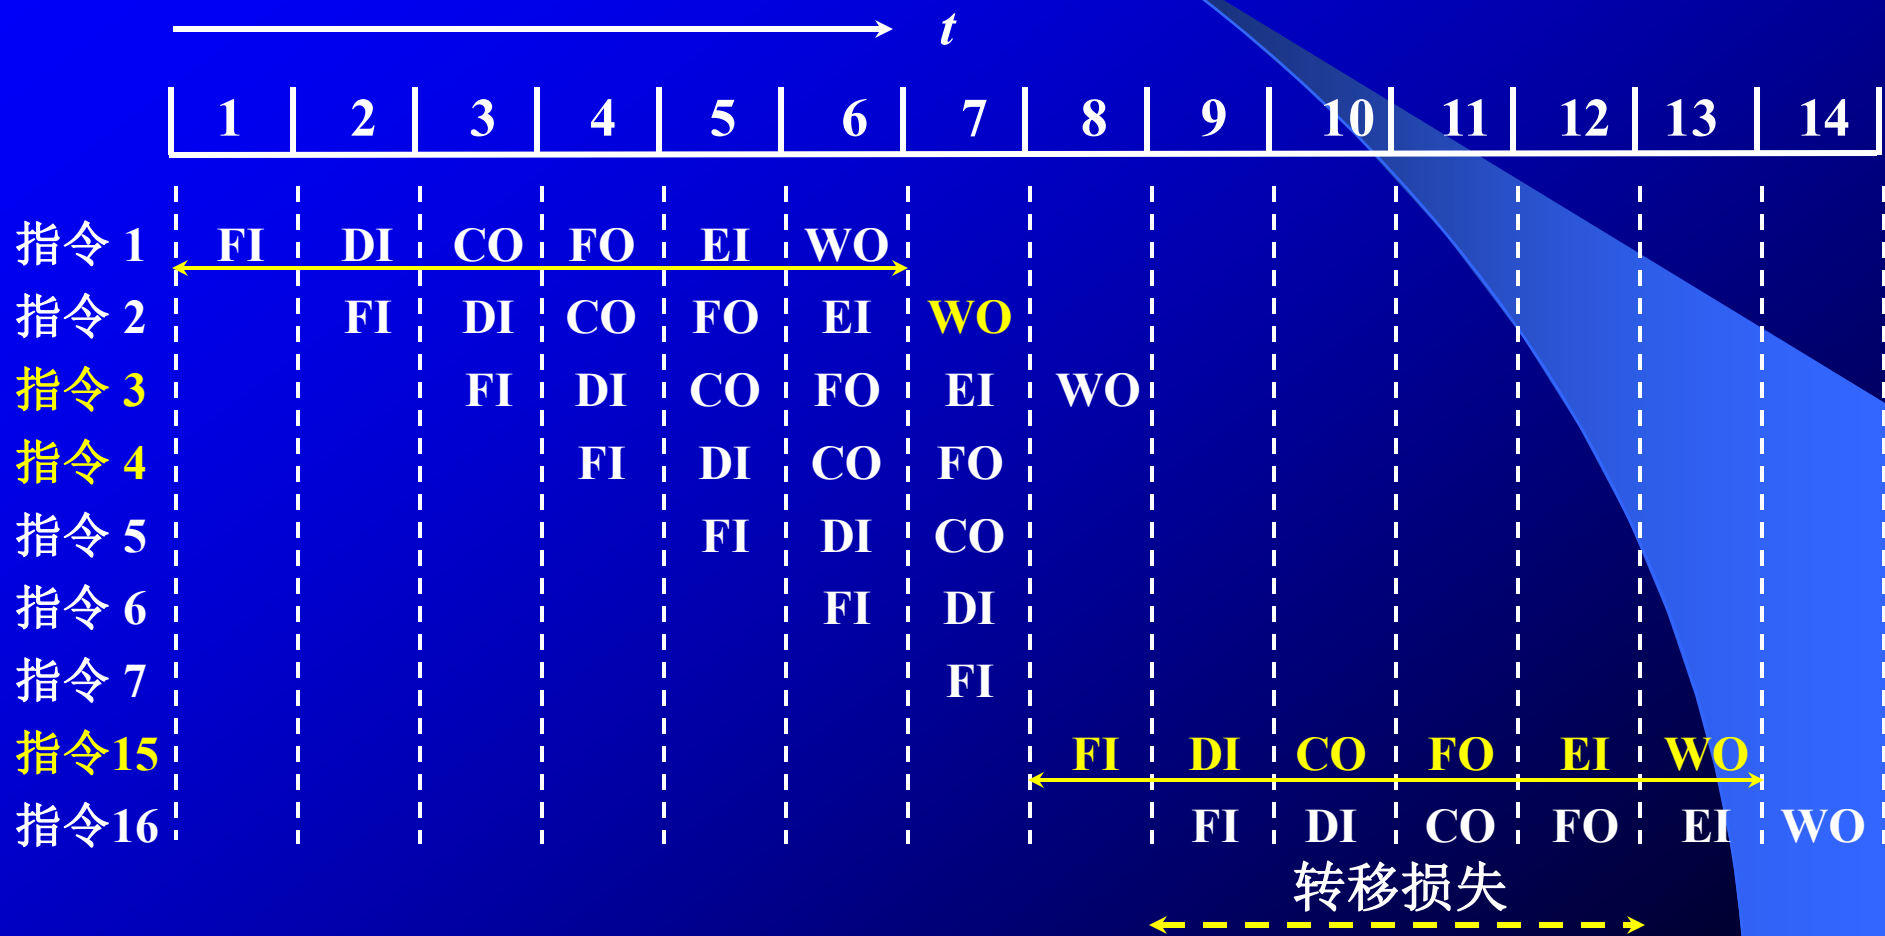 t
1 2 3 4 5 6 7 8 9 10 11 12 13 14
指令 1 FI DI CO FO EI WO
指令 2 FI DI CO FO EI WO
指令 3 FI DI CO FO EI WO
指令 4 FI DI CO FO
指令 5 FI DI CO
指令 6 FI DI
指令 7 FI
指令15 FI DI CO FO EI WO
指令16 FI DI CO FO EI WO
转移损失